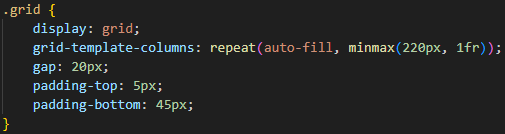 .grid {
    display: grid;
    grid-template-columns: repeat(auto-fill, minmax(220px, 1fr));
    gap: 20px;
    padding-top: 5px;
    padding-bottom: 45px;
}